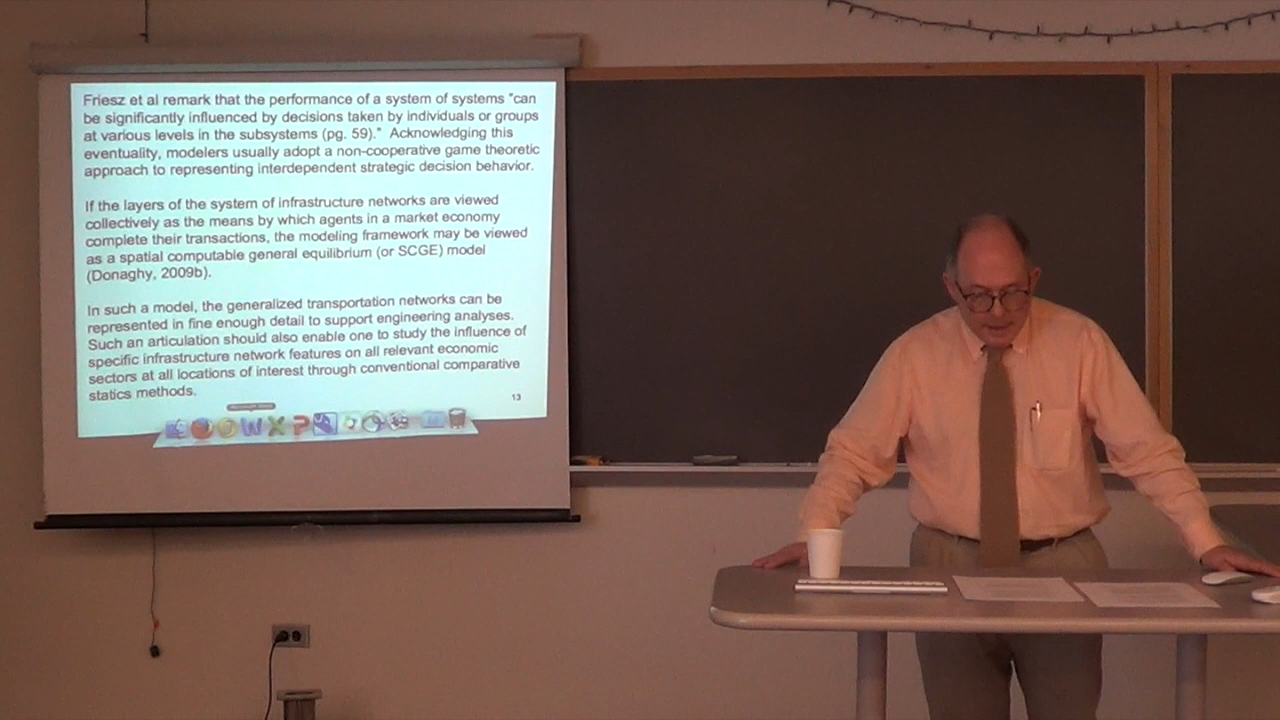 Friesz et al remark that the performance of a system of systems "can
be significantly influenced by decisions taken by individuals or groups
at various levels in the subsystems (pg. 59)."  Acknowledging this
eventuality, modelers usually adopt a non-cooperative game theoretic
approach to representing interdependent strategic decision behavior.
If the layers of the system of infrastructure networks are viewed
collectively as the means by which agents in a market economy
complete their transactions, the modeling framework may be viewed
as a spatial computable general equilibrium (or SCGE) model
(Donaghy, 2009b).
In such a model, the generalized transportation networks can be
represented in fine enough detail to support engineering analyses.
Such an articulation should also enable one to study the influence of
specific infrastructure network features on all relevant economic
sectors at all locations of interest through conventional comparative
statics methods.
13